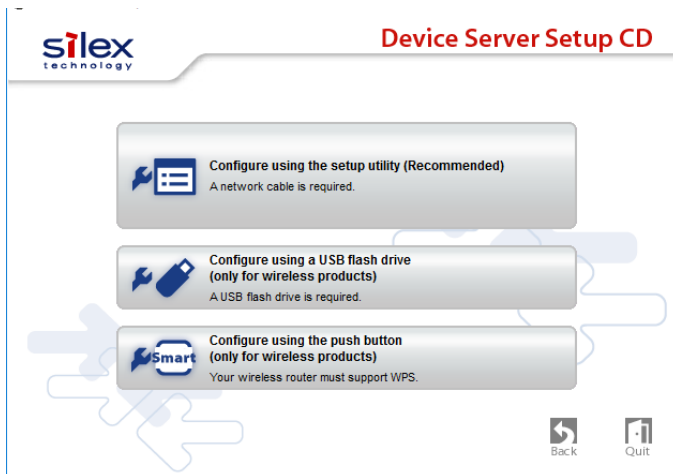 silex
technology
Device Server Setup CD
Configure using the setup utility (Recommended)
A network cable is required.
Configure using a USB flash drive
(only for wireless products)
A USB flash drive is required.
Smart
Configure using the push button
(only for wireless products)
Your wireless router must support WPS.
Back
Quit